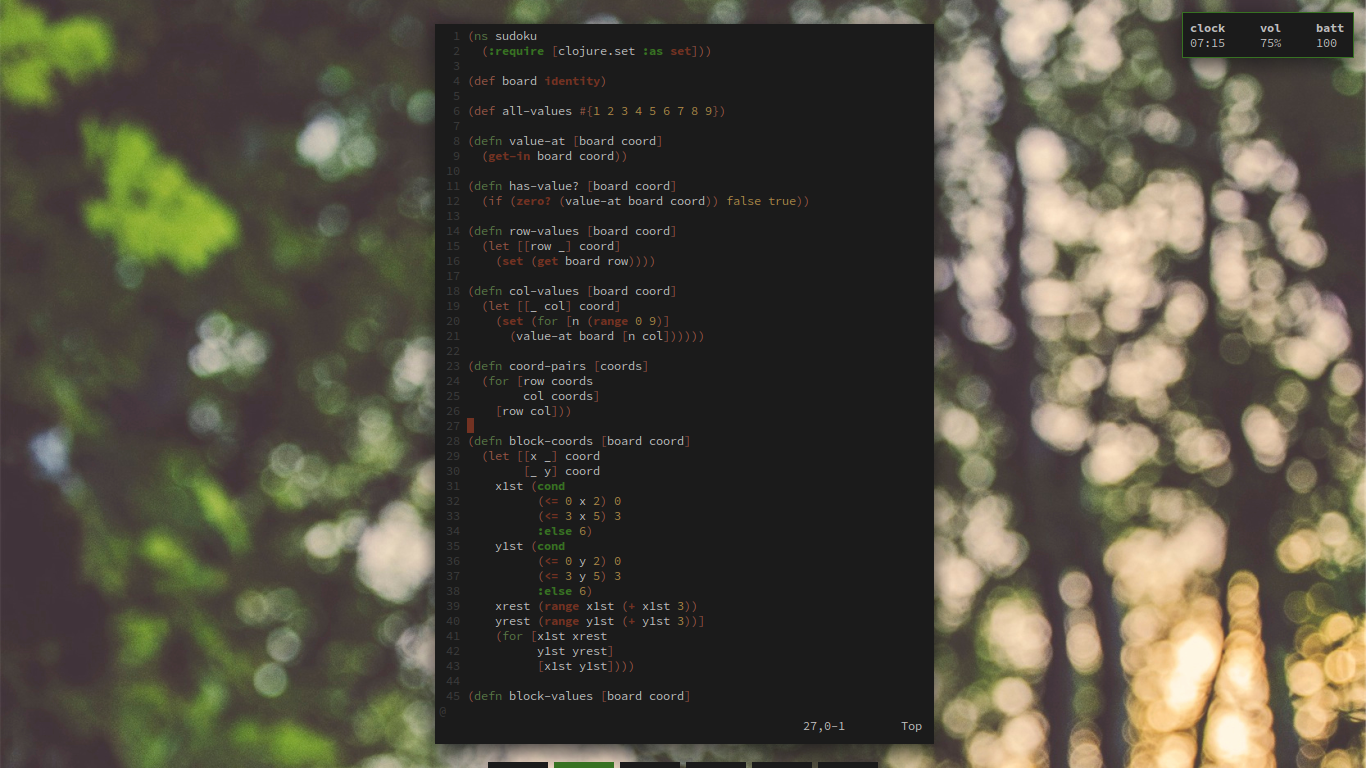 clock vol batt
07:15 75% 100
1 (ns sudoku
2   (:require [clojure.set :as set]))
3
4 (def board identity)
5
6 (def all-values #{1 2 3 4 5 6 7 8 9})
7
8 (defn value-at [board coord]
9   (get-in board coord))
10
11 (defn has-value? [board coord]
12   (if (zero? (value-at board coord)) false true))
13
14 (defn row-values [board coord]
15   (let [[row _] coord]
16     (set (get board row))))
17
18 (defn col-values [board coord]
19   (let [[_ col] coord]
20     (set (for [n (range 0 9)]
21       (value-at board [n col])))))
22
23 (defn coord-pairs [coords]
24   (for [row coords
25         col coords]
26     [row col]))
27
28 (defn block-coords [board coord]
29   (let [[x _] coord
30         [_ y] coord
31     x1st (cond
32           (<= 0 x 2) 0
33           (<= 3 x 5) 3
34           :else 6)
35     y1st (cond
36           (<= 0 y 2) 0
37           (<= 3 y 5) 3
38           :else 6)
39     xrest (range x1st (+ x1st 3))
40     yrest (range y1st (+ y1st 3))]
41     (for [x1st xrest
42           y1st yrest]
43           [x1st y1st])))
44
45 (defn block-values [board coord]
@
27,0-1 Top